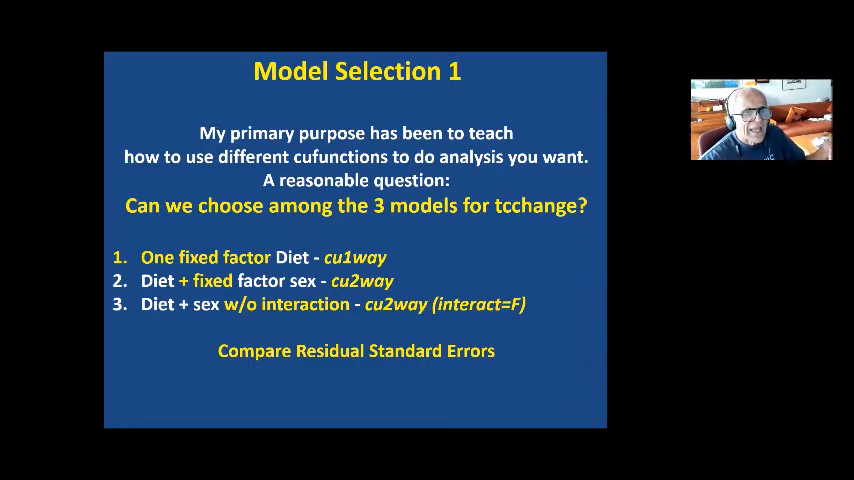 Model Selection 1
My primary purpose has been to teach
how to use different cufunctions to do analysis you want.
A reasonable question:
Can we choose among the 3 models for tcchange?
1. One fixed factor Diet - cu1way
2. Diet + fixed factor sex - cu2way
3. Diet + sex w/o interaction - cu2way (interact=F)
Compare Residual Standard Errors